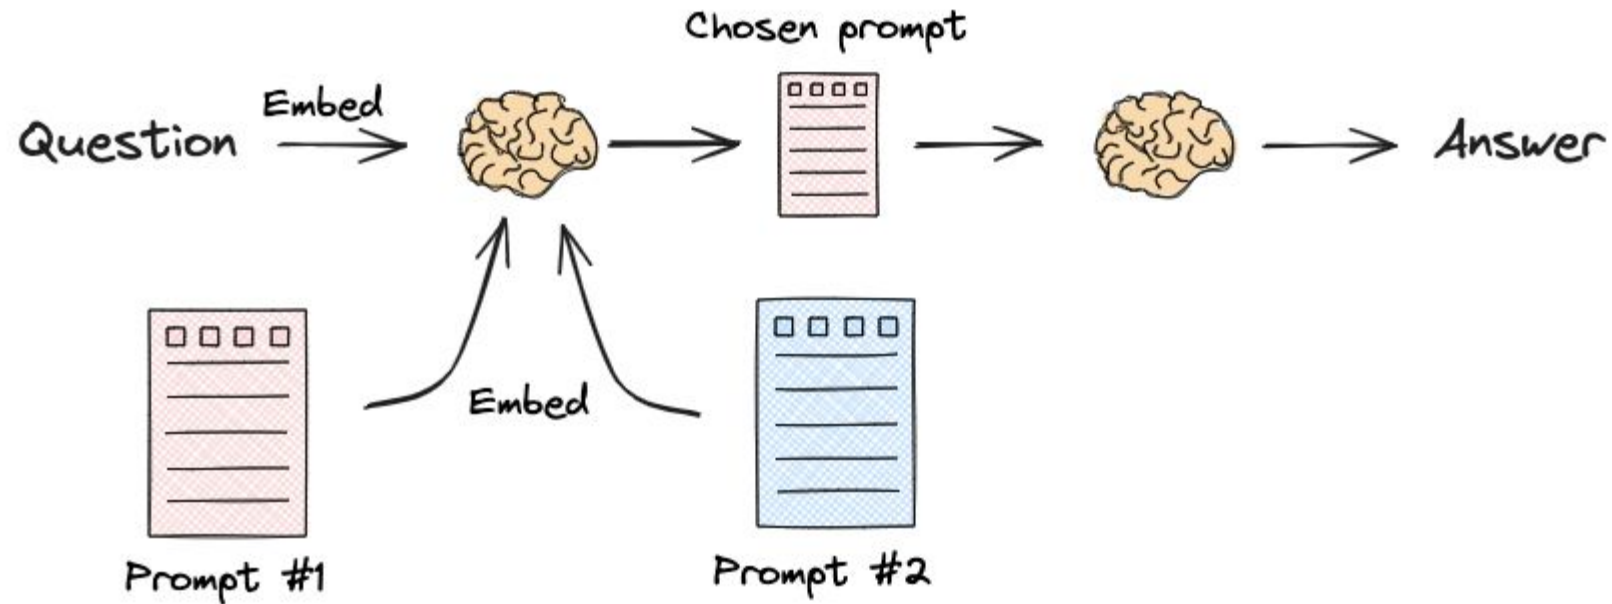 Chosen prompt
Embed
Question
Answer
Embed
Prompt #1
Prompt #2